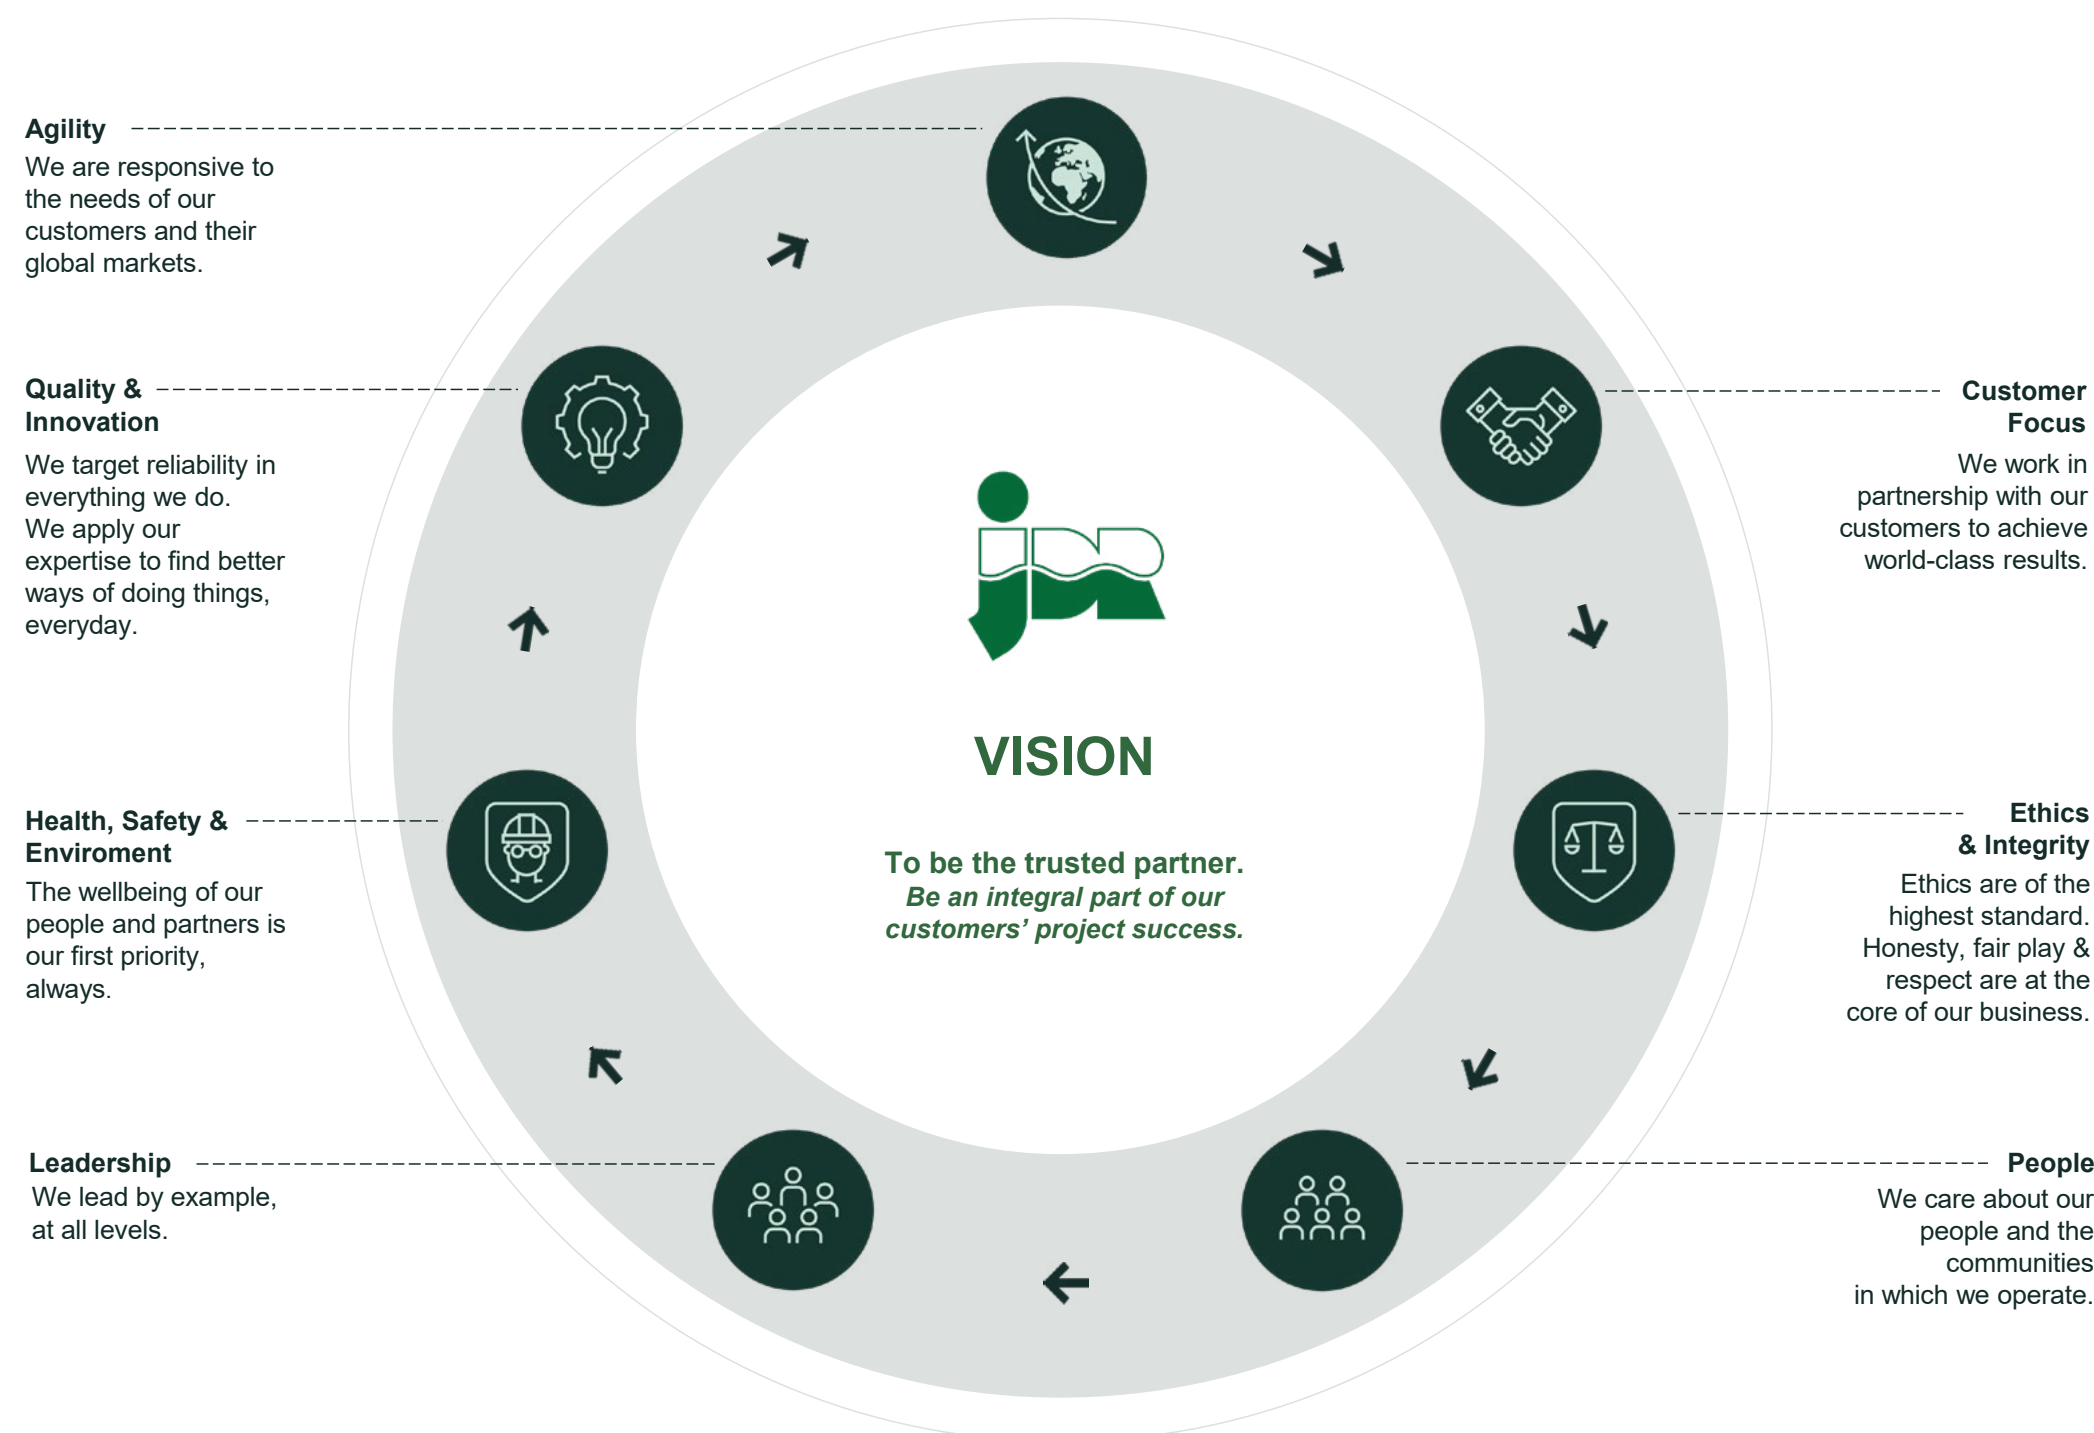 Agility
We are responsive to
the needs of our
customers and their
global markets.
Quality &
Innovation
We target reliability in
everything we do.
We apply our
expertise to find better
ways of doing things,
everyday.
Health, Safety &
Enviroment
The wellbeing of our
people and partners is
our first priority,
always.
Leadership
We lead by example,
at all levels.
jDR
VISION
To be the trusted partner.
Be an integral part of our
customers’ project success.
Customer
Focus
We work in
partnership with our
customers to achieve
world-class results.
Ethics
& Integrity
Ethics are of the
highest standard.
Honesty, fair play &
respect are at the
core of our business.
People
We care about our
people and the
communities
in which we operate.